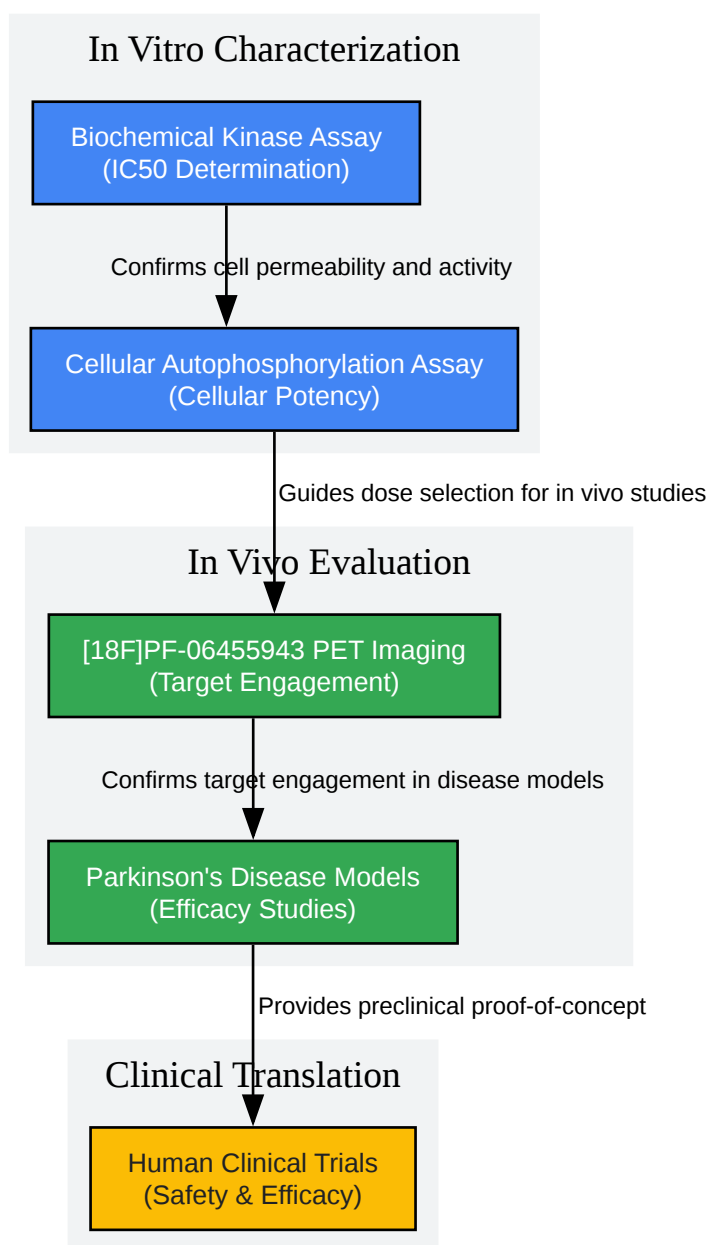 In Vitro Characterization
Biochemical Kinase Assay
(IC50 Determination)
Confirms cell permeability and activity
Cellular Autophosphorylation Assay
(Cellular Potency)
Guides dose selection for in vivo studies
In Vivo Evaluation
[18F]PF-06455943 PET Imaging
(Target Engagement)
Confirms target engagement in disease models
Parkinson's Disease Models
(Efficacy Studies)
Provides preclinical proof-of-concept
Clinical Translation
Human Clinical Trials
(Safety & Efficacy)